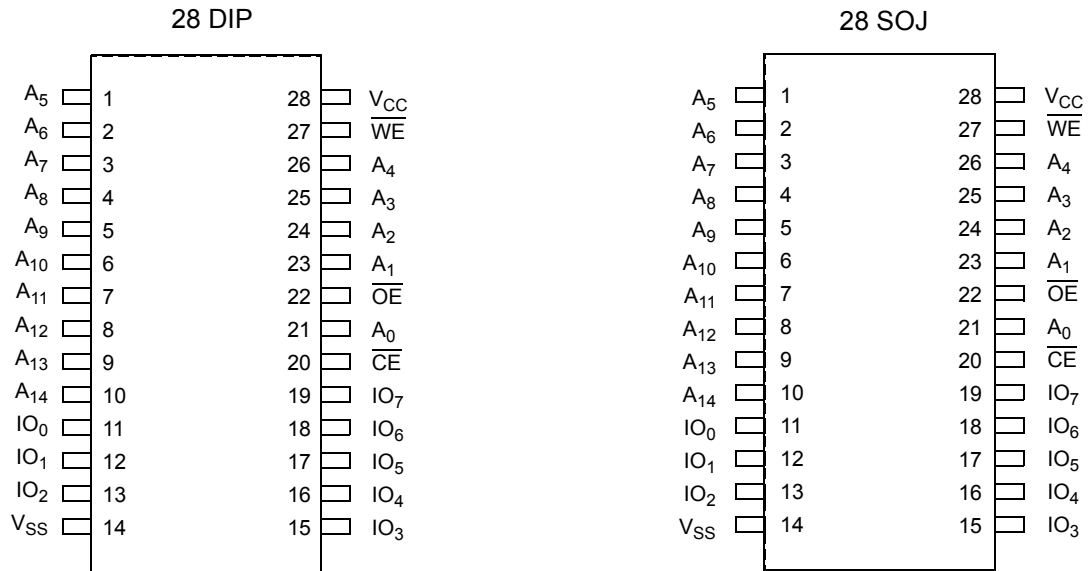 28 DIP
A5 1 28 VCC
A6 2 27 WE
A7 3 26 A4
A8 4 25 A3
A9 5 24 A2
A10 6 23 A1
A11 7 22 OE
A12 8 21 A0
A13 9 20 CE
A14 10 19 IO7
IO0 11 18 IO6
IO1 12 17 IO5
IO2 13 16 IO4
VSS 14 15 IO3
28 SOJ
A5 1 28 VCC
A6 2 27 WE
A7 3 26 A4
A8 4 25 A3
A9 5 24 A2
A10 6 23 A1
A11 7 22 OE
A12 8 21 A0
A13 9 20 CE
A14 10 19 IO7
IO0 11 18 IO6
IO1 12 17 IO5
IO2 13 16 IO4
VSS 14 15 IO3